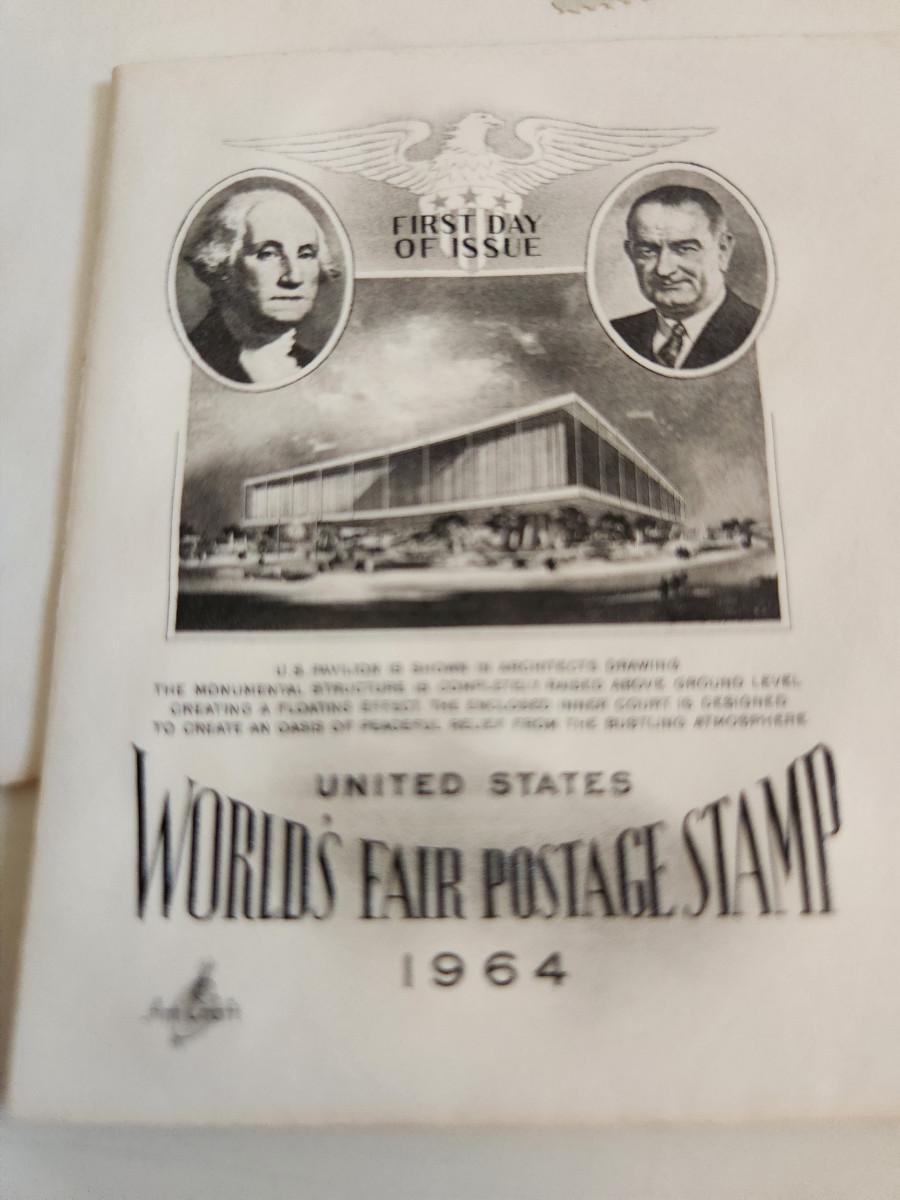 FIRST DAY
OF ISSUE
U.S. PAVILION IS SHOWN IN ARCHITECTS DRAWING
THE MONUMENTAL STRUCTURE IS COMPLETELY RAISED ABOVE GROUND LEVEL
CREATING A FLOATING EFFECT. THE ENCLOSED INNER COURT IS DESIGNED
TO CREATE AN OASIS OF PEACEFUL RELIEF FROM THE BUSTLING ATMOSPHERE
UNITED STATES
WORLD'S FAIR POSTAGE STAMP
1964
ArtCraft